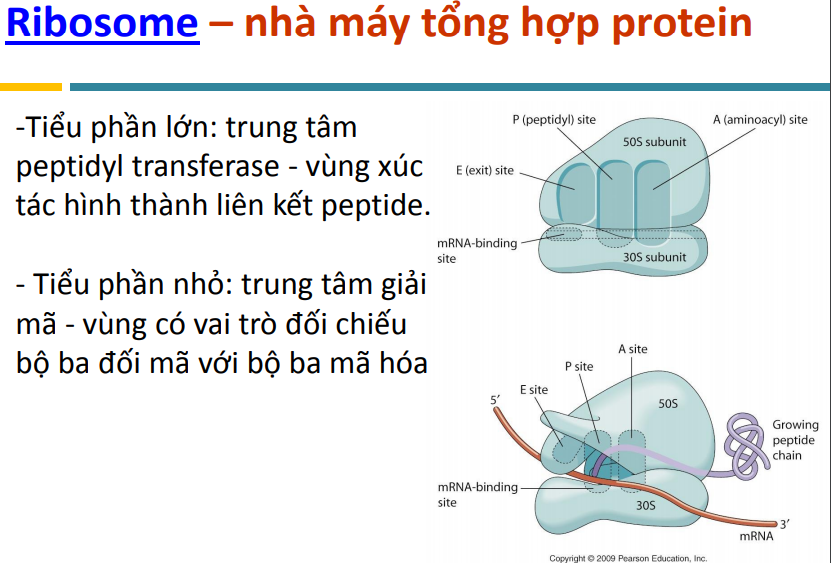 Ribosome – nhà máy tổng hợp protein
-Tiểu phần lớn: trung tâm
peptidyl transferase - vùng xúc
tác hình thành liên kết peptide.
- Tiểu phần nhỏ: trung tâm giải
mã - vùng có vai trò đối chiếu
bộ ba đối mã với bộ ba mã hóa
P (peptidyl) site
A (aminoacyl) site
50S subunit
E (exit) site
mRNA-binding
site
30S subunit
A site
P site
E site
5′
50S
Growing
peptide
chain
mRNA-binding
site
30S
3′
mRNA
Copyright © 2009 Pearson Education, Inc.